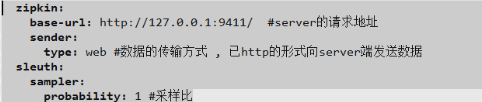 zipkin:
base-url: http://127.0.0.1:9411/  #server的请求地址
sender:
type: web #数据的传输方式 , 已http的形式向server端发送数据
sleuth:
sampler:
probability: 1 #采样比